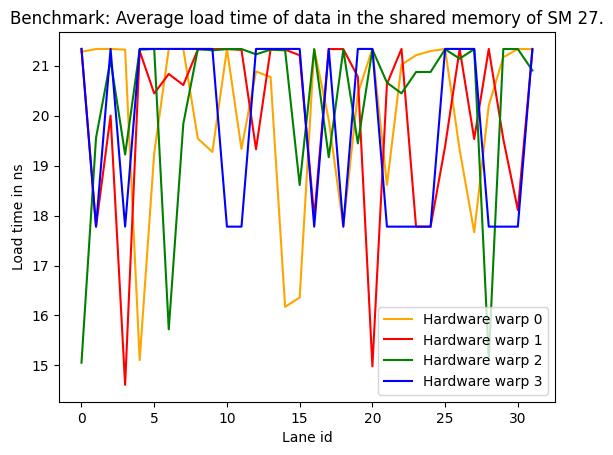 Benchmark: Average load time of data in the shared memory of SM 27.
21
20
19
18
17
16
15
Load time in ns
Hardware warp 0
Hardware warp 1
Hardware warp 2
Hardware warp 3
0
5
10
15
20
25
30
Lane id